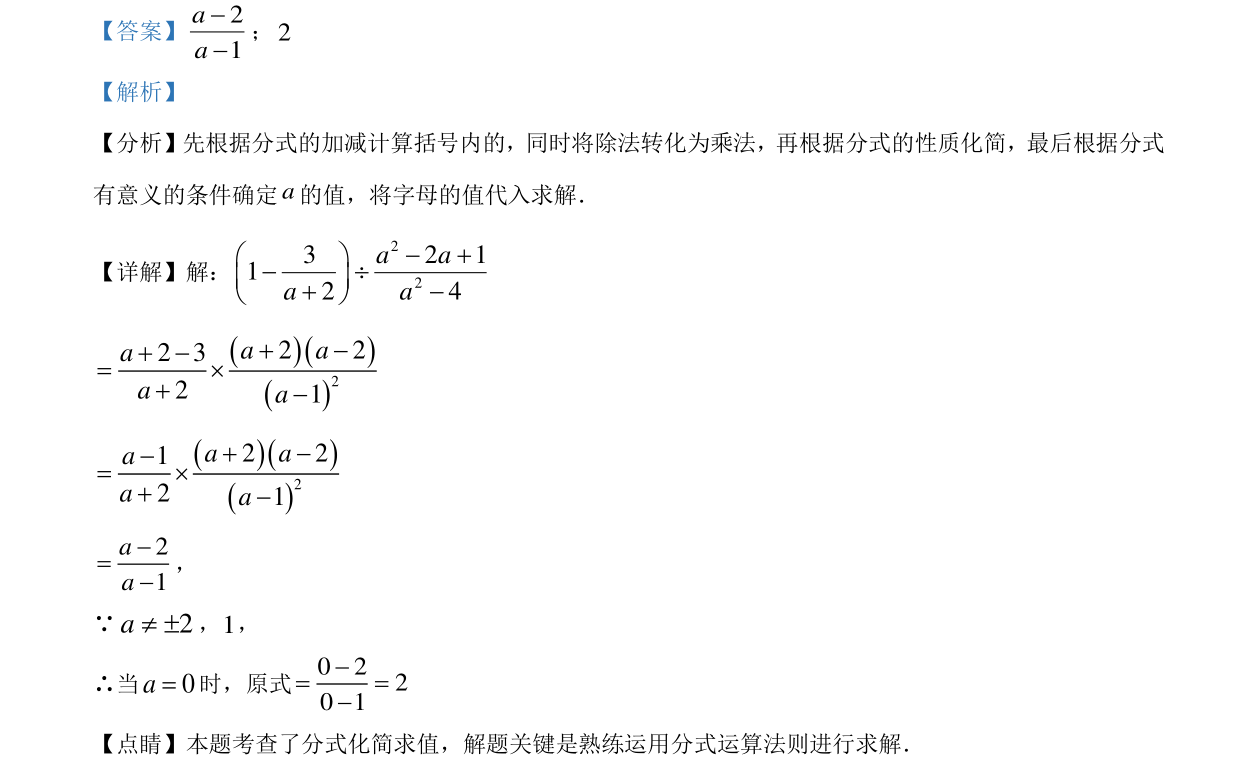 【答案】$\frac{a-2}{a-1}$；2
【解析】
【分析】先根据分式的加减计算括号内的，同时将除法转化为乘法，再根据分式的性质化简，最后根据分式
有意义的条件确定 $a$ 的值，将字母的值代入求解．
【详解】解：$\left(1-\frac{3}{a+2}\right)\div\frac{a^2-2a+1}{a^2-4}$
$=\frac{a+2-3}{a+2}\times\frac{(a+2)(a-2)}{(a-1)^2}$
$=\frac{a-1}{a+2}\times\frac{(a+2)(a-2)}{(a-1)^2}$
$=\frac{a-2}{a-1}$，
∵ $a\neq\pm2$，1，
∴当 $a=0$ 时，原式 $=\frac{0-2}{0-1}=2$
【点睛】本题考查了分式化简求值，解题关键是熟练运用分式运算法则进行求解．